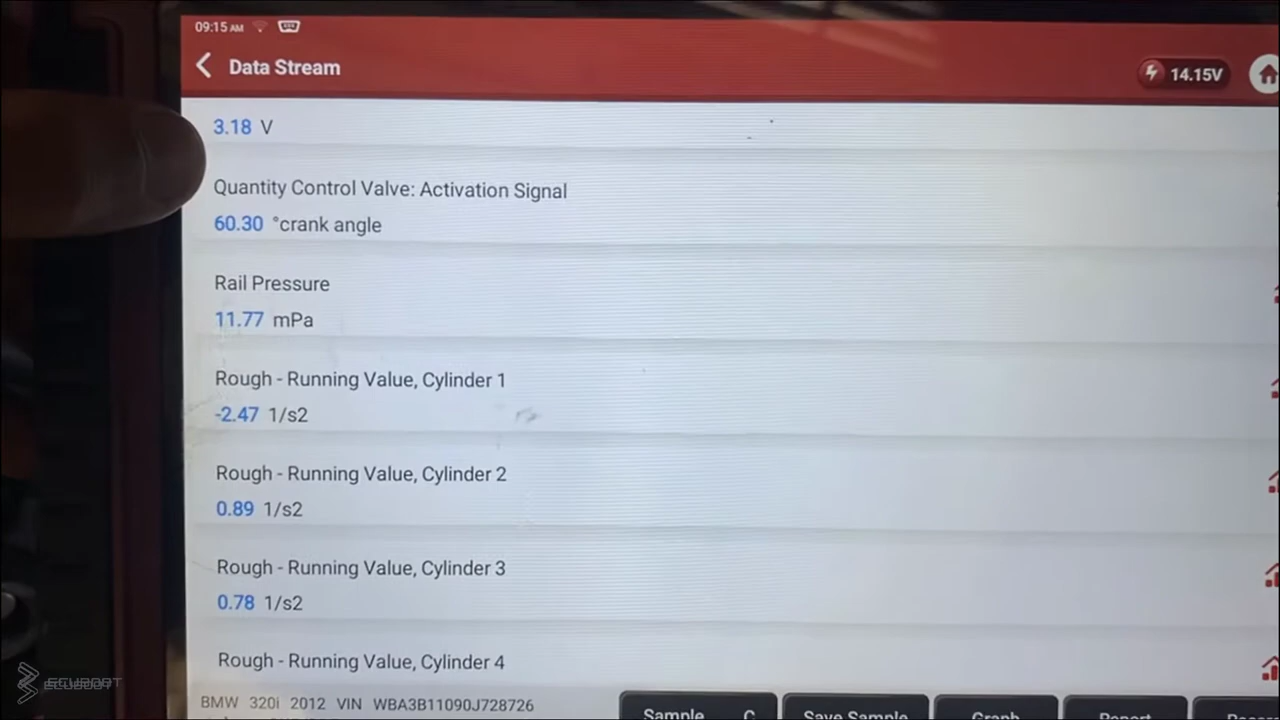 09:15 AM
Data Stream
14.15V
3.18 V
Quantity Control Valve: Activation Signal
60.30 °crank angle
Rail Pressure
11.77 mPa
Rough - Running Value, Cylinder 1
-2.47 1/s2
Rough - Running Value, Cylinder 2
0.89 1/s2
Rough - Running Value, Cylinder 3
0.78 1/s2
Rough - Running Value, Cylinder 4
BMW 320i 2012 VIN WBA3B11090J728726
Sample C
Save Sample
Graph
Report